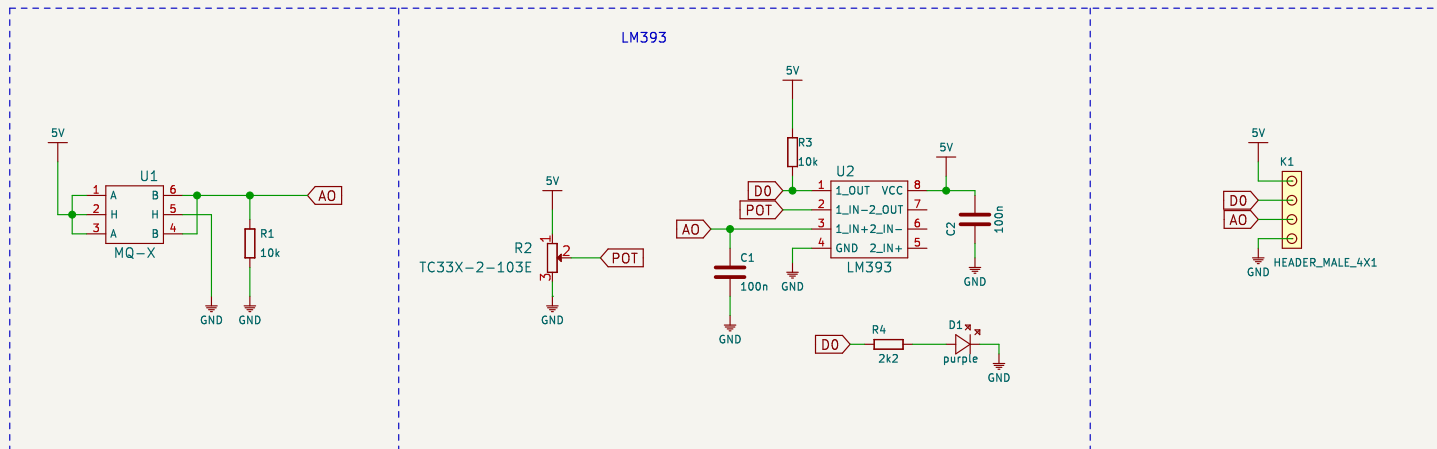 LM393
5V
U1
1 A B 6
2 H H 5
3 A B 4
MQ-X
AO
R1
10k
GND
GND
5V
R2
TC33X-2-103E
1
2
3
POT
GND
5V
R3
10k
U2
5V
DO
POT
AO
1 1_OUT VCC 8
2 1_IN- 2_OUT 7
3 1_IN+ 2_IN- 6
4 GND 2_IN+ 5
LM393
C1
100n
GND
GND
C2
100n
GND
DO
R4
2k2
D1
purple
GND
5V
K1
DO
AO
GND
HEADER_MALE_4X1